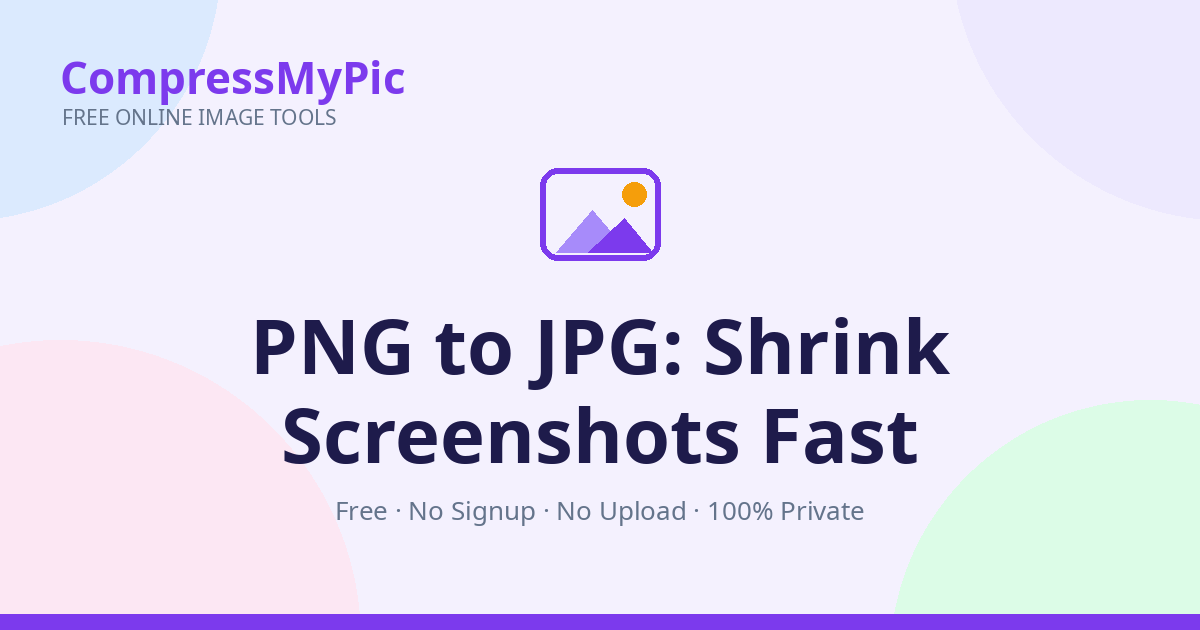 CompressMyPic
FREE ONLINE IMAGE TOOLS
PNG to JPG: Shrink
Screenshots Fast
Free · No Signup · No Upload · 100% Private